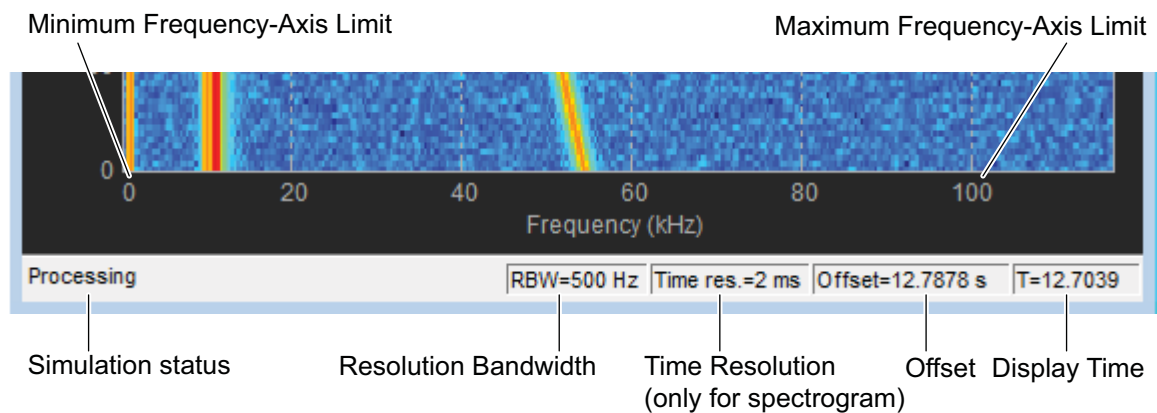 Minimum Frequency-Axis Limit
Maximum Frequency-Axis Limit
0
0 20 40 60 80 100
Frequency (kHz)
Processing RBW=500 Hz Time res.=2 ms Offset=12.7878 s T=12.7039
Simulation status
Resolution Bandwidth
Time Resolution
(only for spectrogram)
Offset
Display Time